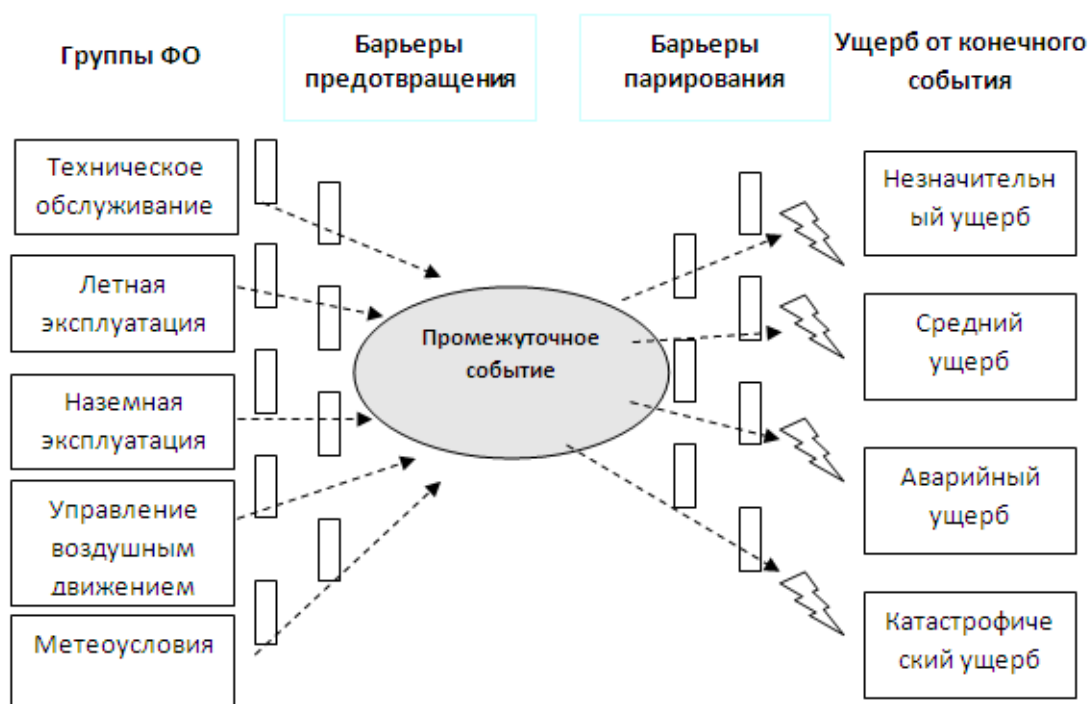 Группы ФО
Барьеры
предотвращения
Барьеры
парирования
Ущерб от конечного
события
Техническое
обслуживание
Летная
эксплуатация
Наземная
эксплуатация
Управление
воздушным
движением
Метеоусловия
Промежуточное
событие
Незначительн
ый ущерб
Средний
ущерб
Аварийный
ущерб
Катастрофиче
ский ущерб